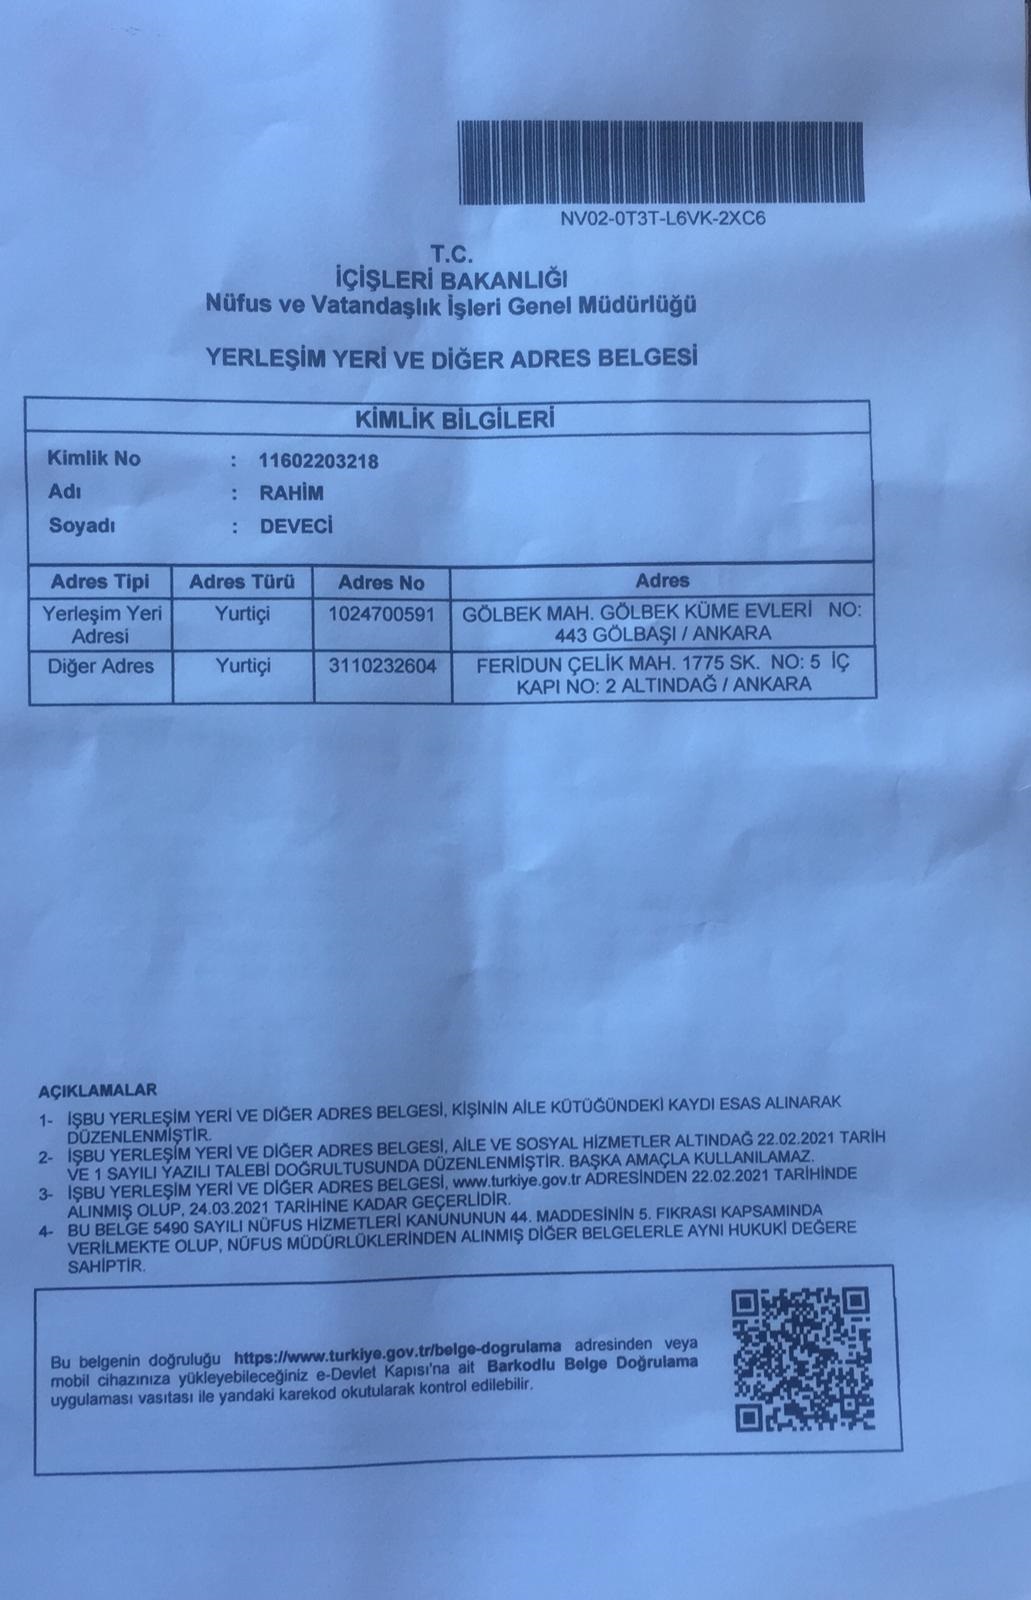 NV02-0T3T-L6VK-2XC6
T.C.
İÇİŞLERİ BAKANLIĞI
Nüfus ve Vatandaşlık İşleri Genel Müdürlüğü
YERLEŞİM YERİ VE DİĞER ADRES BELGESİ
KİMLİK BİLGİLERİ
Kimlik No : 11602203218
Adı : RAHİM
Soyadı : DEVECİ
Adres Tipi Adres Türü Adres No Adres
Yerleşim Yeri Adresi Yurtiçi 1024700591 GÖLBEK MAH. GÖLBEK KÜME EVLERİ NO:
443 GÖLBAŞI / ANKARA
Diğer Adres Yurtiçi 3110232604 FERİDUN ÇELİK MAH. 1775 SK. NO: 5 İÇ
KAPI NO: 2 ALTINDAĞ / ANKARA
AÇIKLAMALAR
1- İŞBU YERLEŞİM YERİ VE DİĞER ADRES BELGESİ, KİŞİNİN AİLE KÜTÜĞÜNDEKİ KAYDI ESAS ALINARAK
DÜZENLENMİŞTİR.
2- İŞBU YERLEŞİM YERİ VE DİĞER ADRES BELGESİ, AİLE VE SOSYAL HİZMETLER ALTINDAĞ 22.02.2021 TARİH
VE 1 SAYILI YAZILI TALEBİ DOĞRULTUSUNDA DÜZENLENMİŞTİR. BAŞKA AMAÇLA KULLANILAMAZ.
3- İŞBU YERLEŞİM YERİ VE DİĞER ADRES BELGESİ, www.turkiye.gov.tr ADRESİNDEN 22.02.2021 TARİHİNDE
ALINMIŞ OLUP, 24.03.2021 TARİHİNE KADAR GEÇERLİDİR.
4- BU BELGE 5490 SAYILI NÜFUS HİZMETLERİ KANUNUNUN 44. MADDESİNİN 5. FIKRASI KAPSAMINDA
VERİLMEKTE OLUP, NÜFUS MÜDÜRLÜKLERİNDEN ALINMIŞ DİĞER BELGELERLE AYNI HUKUKİ DEĞERE
SAHİPTİR.
Bu belgenin doğruluğu https://www.turkiye.gov.tr/belge-dogrulama adresinden veya
mobil cihazınıza yükleyebileceğiniz e-Devlet Kapısı'na ait Barkodlu Belge Doğrulama
uygulaması vasıtası ile yandaki karekod okutularak kontrol edilebilir.